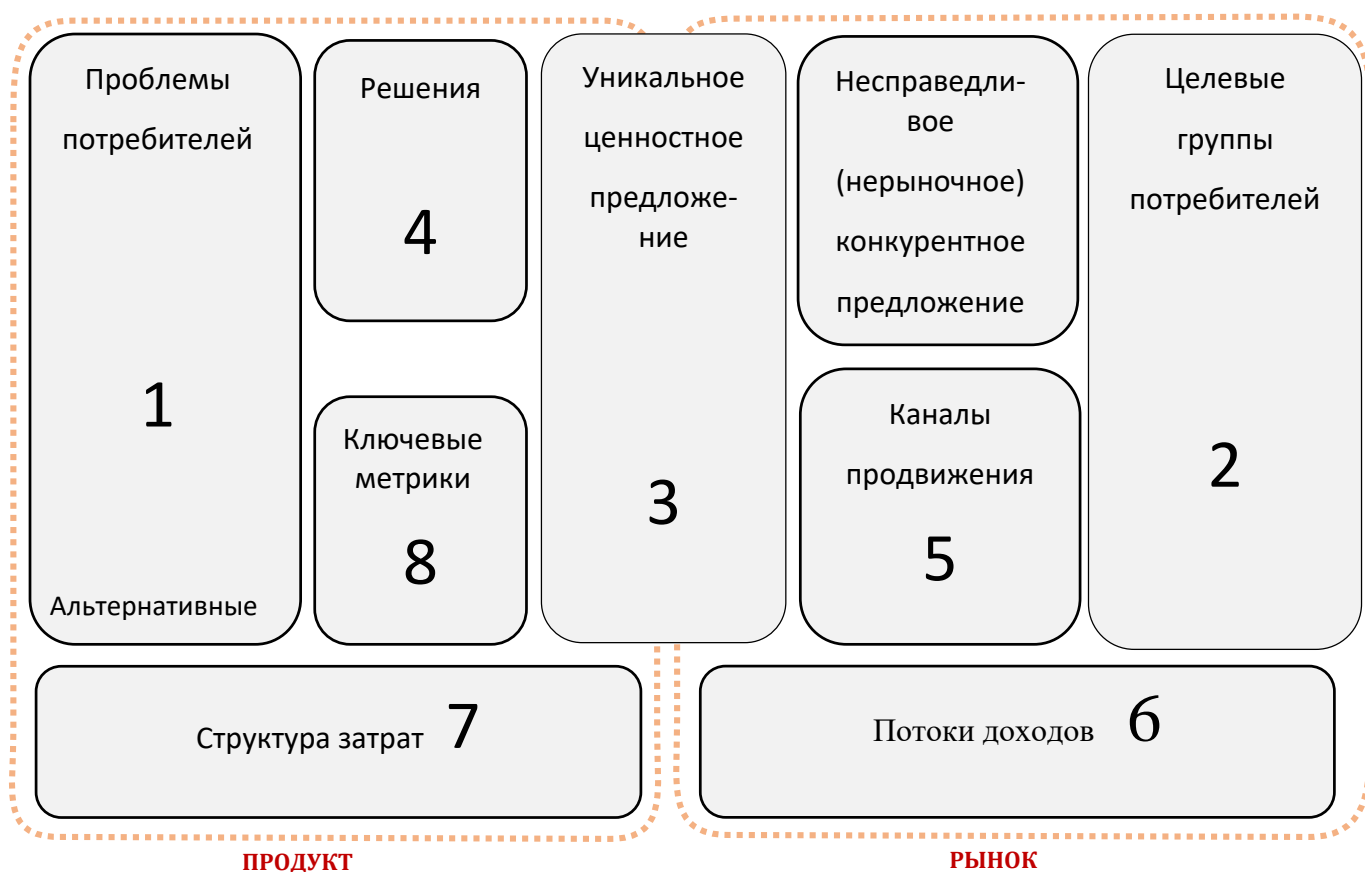 Проблемы
потребителей
1
Альтернативные
Решения
4
Ключевые
метрики
8
Уникальное
ценностное
предложе-
ние
3
Несправедли-
вое
(нерыночное)
конкурентное
предложение
Каналы
продвижения
5
Целевые
группы
потребителей
2
Структура затрат 7
Потоки доходов 6
ПРОДУКТ
РЫНОК